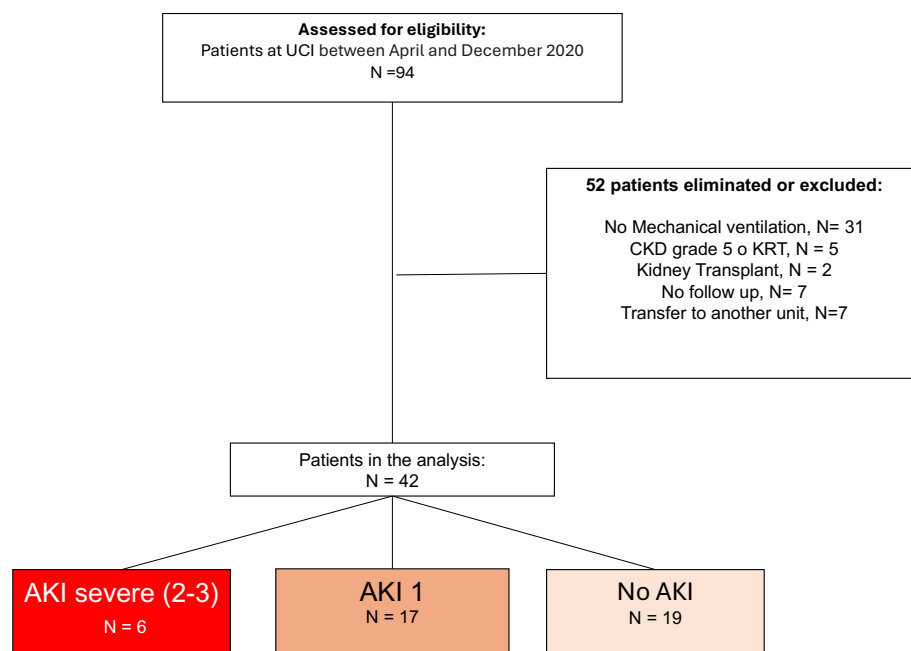 Assessed for eligibility:
Patients at UCI between April and December 2020
N =94
52 patients eliminated or excluded:
No Mechanical ventilation, N= 31
CKD grade 5 o KRT, N = 5
Kidney Transplant, N = 2
No follow up, N= 7
Transfer to another unit, N=7
Patients in the analysis:
N = 42
AKI severe (2-3)
N = 6
AKI 1
N = 17
No AKI
N = 19